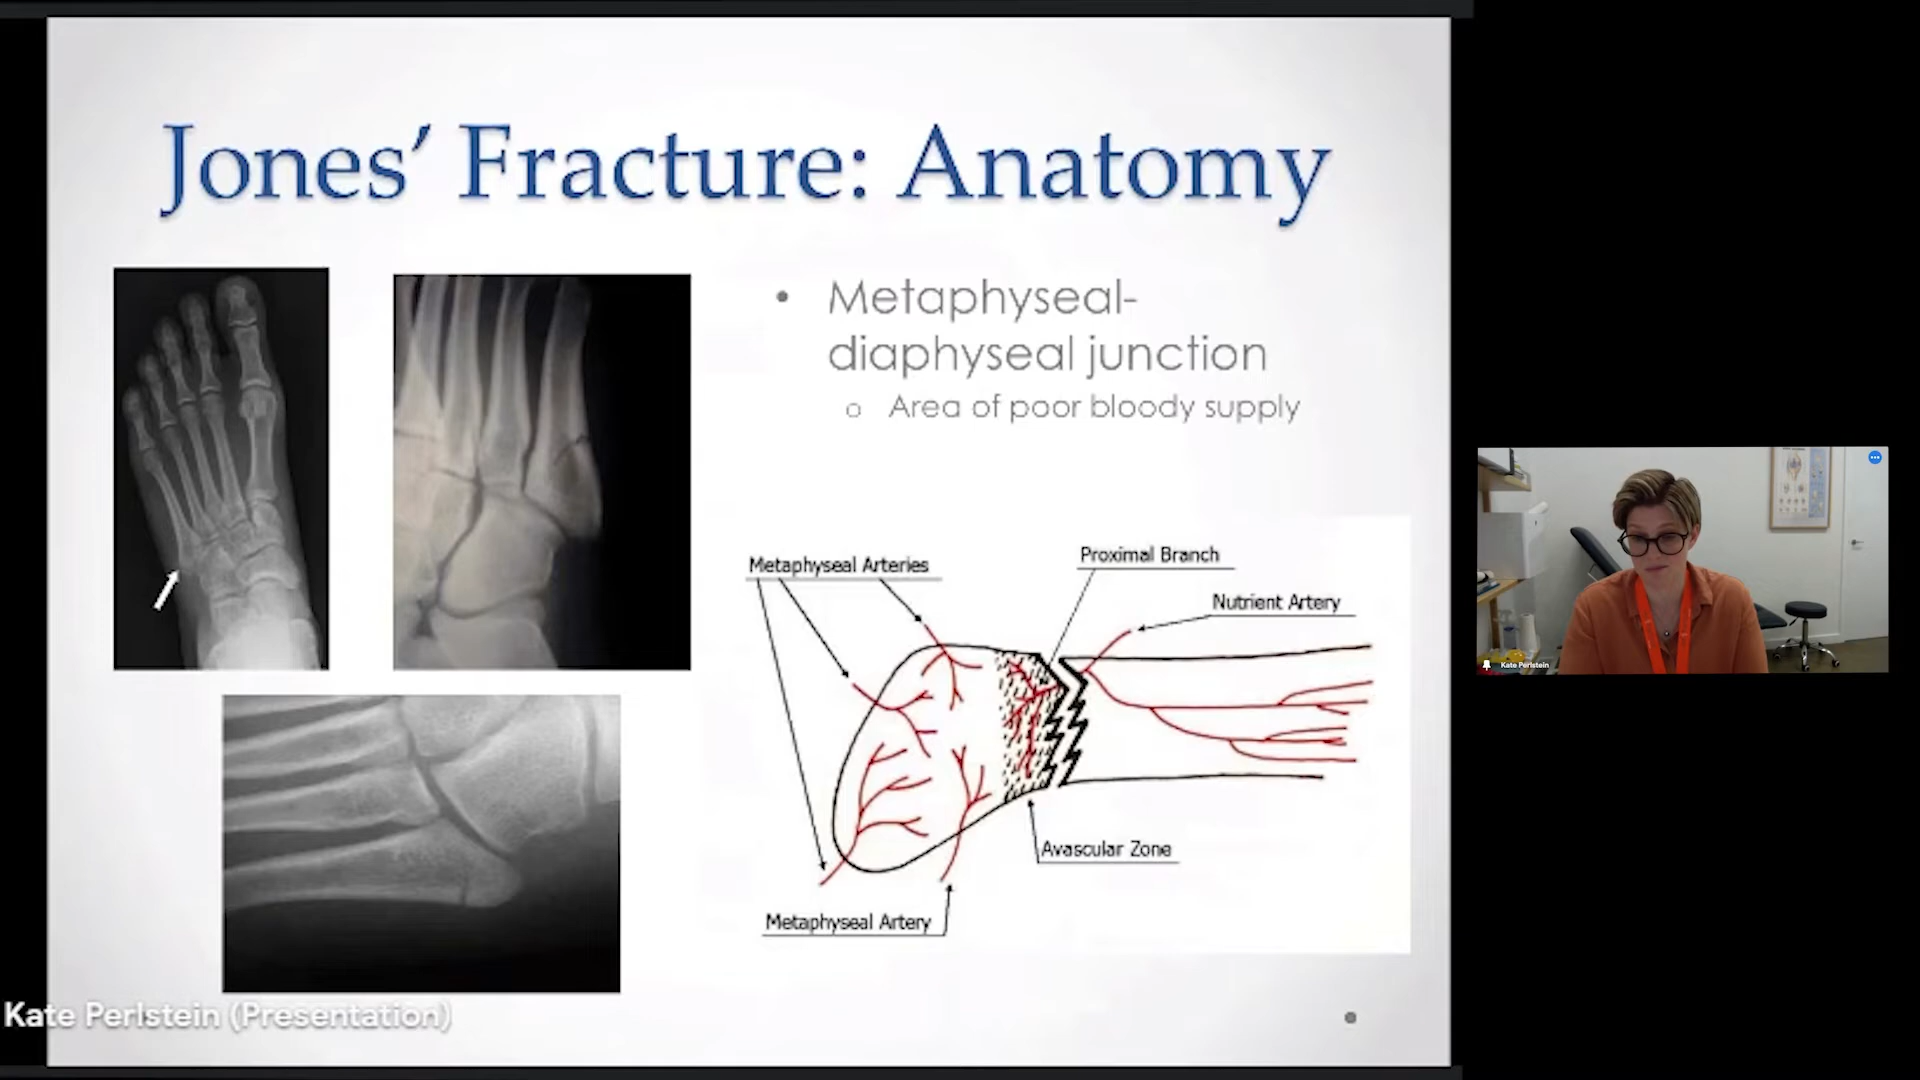 Jones’ Fracture: Anatomy
• Metaphyseal-
diaphyseal junction
o Area of poor bloody supply
Metaphyseal Arteries
Proximal Branch
Nutrient Artery
Avascular Zone
Metaphyseal Artery
Kate Perlstein (Presentation)
Kate Perlstein